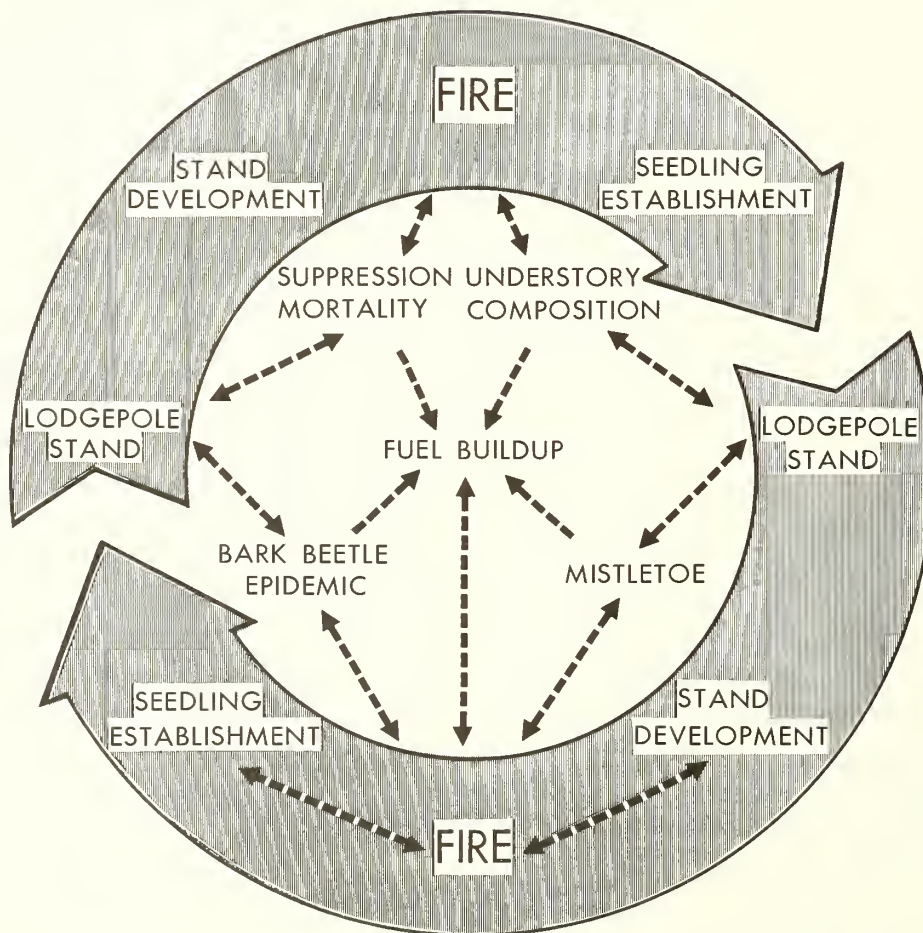 FIRE
STAND
DEVELOPMENT
SEEDLING
ESTABLISHMENT
SUPPRESSION
MORTALITY
UNDERSTORY
COMPOSITION
LODGEPOLE
STAND
LODGEPOLE
STAND
FUEL BUILDUP
BARK BEETLE
EPIDEMIC
MISTLETOE
SEEDLING
ESTABLISHMENT
STAND
DEVELOPMENT
FIRE